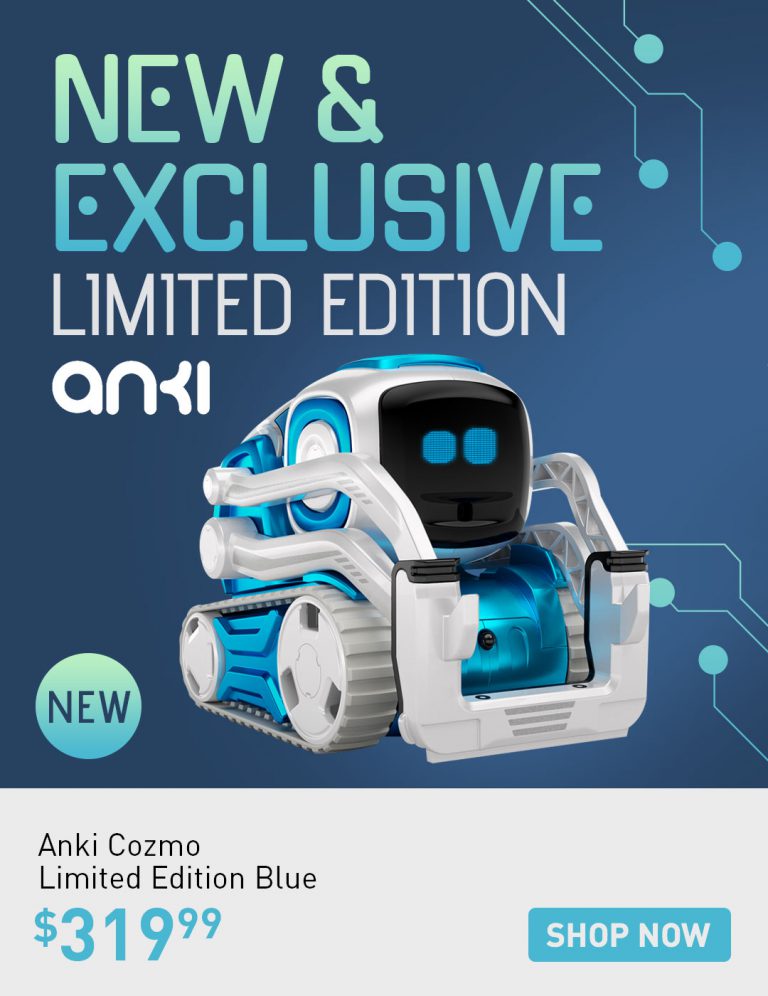 NEW &
EXCLUSIVE
LIMITED EDITION
anki
NEW
Anki Cozmo
Limited Edition Blue
$319.99
SHOP NOW